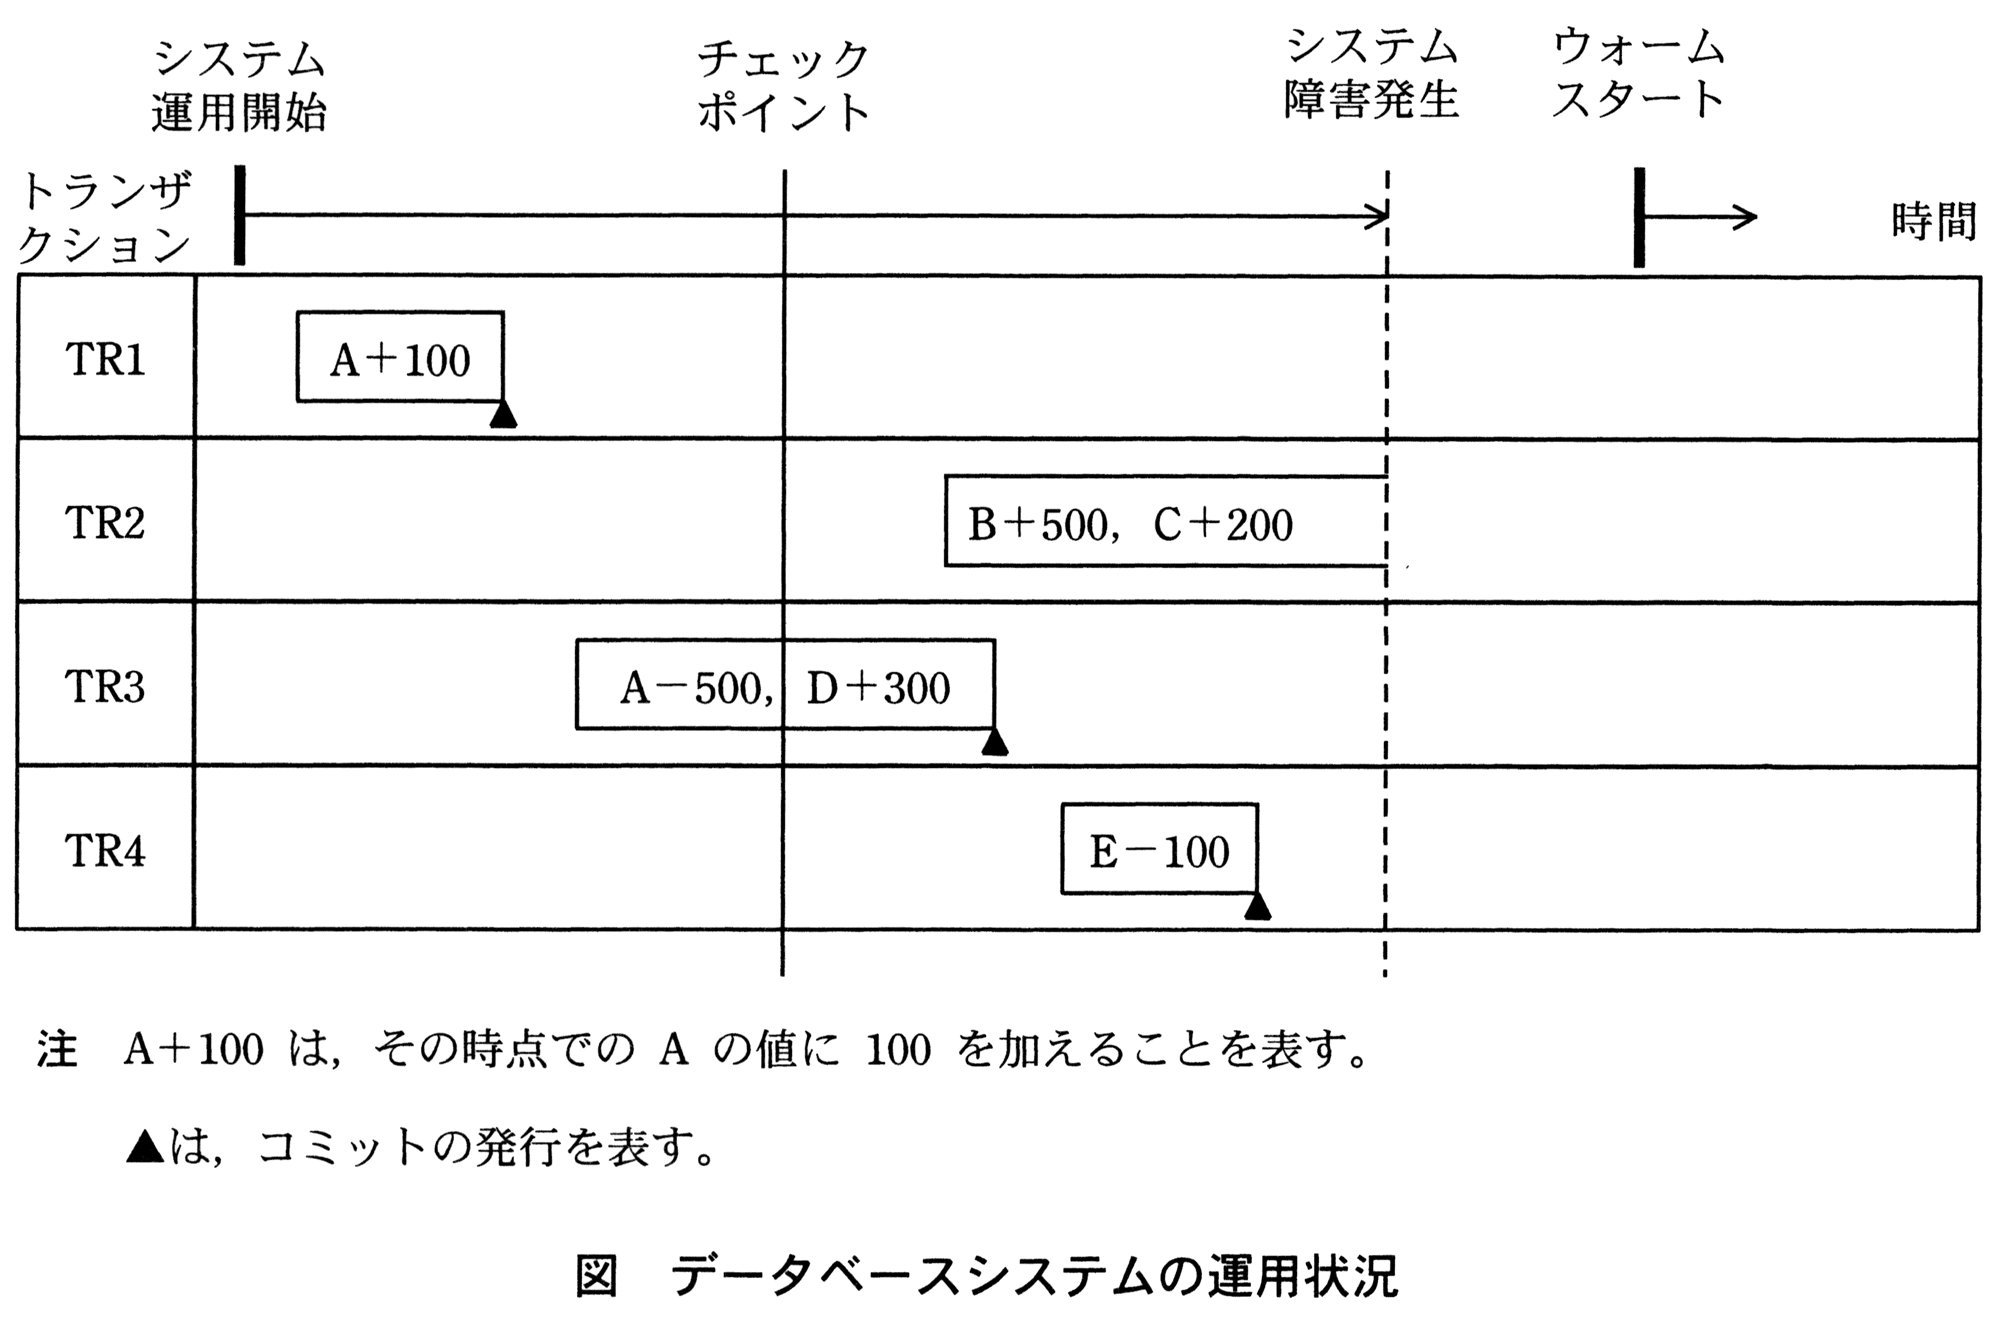 システム
運用開始
チェック
ポイント
システム
障害発生
ウォーム
スタート
トランザ
クション
時間
TR1
A＋100
TR2
B＋500, C＋200
TR3
A－500, D＋300
TR4
E－100
注 A＋100 は, その時点での A の値に 100 を加えることを表す。
▲は, コミットの発行を表す。
図 データベースシステムの運用状況